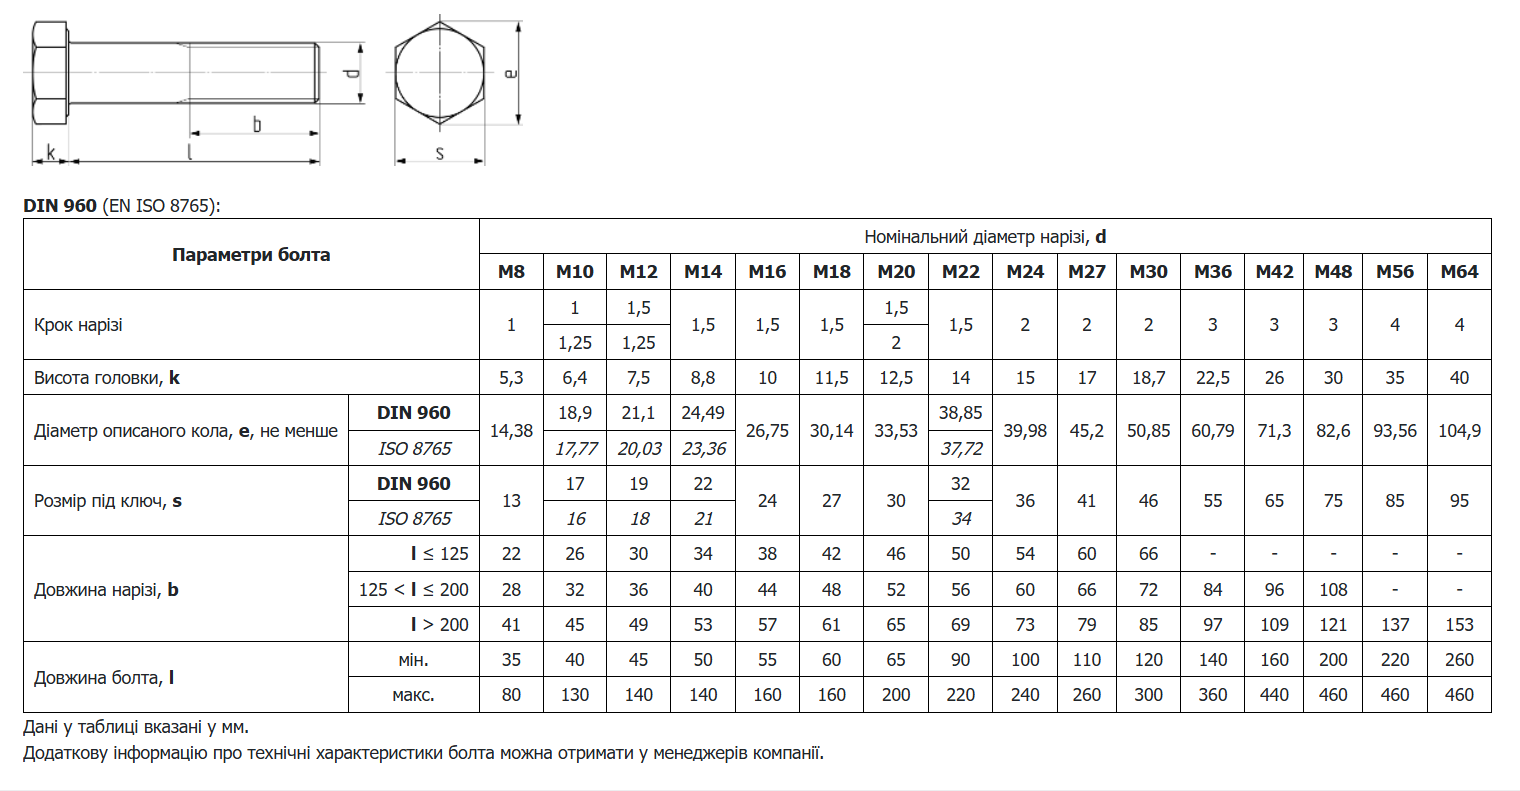 d
e
b
k
l
s
DIN 960 (EN ISO 8765):
Параметри болта Номінальний діаметр нарізі, d
M8 M10 M12 M14 M16 M18 M20 M22 M24 M27 M30 M36 M42 M48 M56 M64
Крок нарізі 1 1 1,5 1,5 1,5 1,5 1,5 1,5 2 2 2 3 3 3 4 4
1,25 1,25 2
Висота головки, k 5,3 6,4 7,5 8,8 10 11,5 12,5 14 15 17 18,7 22,5 26 30 35 40
Діаметр описаного кола, e, не менше DIN 960 14,38 18,9 21,1 24,49 26,75 30,14 33,53 38,85 39,98 45,2 50,85 60,79 71,3 82,6 93,56 104,9
ISO 8765 17,77 20,03 23,36 37,72
Розмір під ключ, s DIN 960 13 17 19 22 24 27 30 32 36 41 46 55 65 75 85 95
ISO 8765 16 18 21 34
Довжина нарізі, b l ≤ 125 22 26 30 34 38 42 46 50 54 60 66 - - - - -
125 < l ≤ 200 28 32 36 40 44 48 52 56 60 66 72 84 96 108 - -
l > 200 41 45 49 53 57 61 65 69 73 79 85 97 109 121 137 153
Довжина болта, l мін. 35 40 45 50 55 60 65 90 100 110 120 140 160 200 220 260
макс. 80 130 140 140 160 160 200 220 240 260 300 360 440 460 460 460
Дані у таблиці вказані у мм.
Додаткову інформацію про технічні характеристики болта можна отримати у менеджерів компанії.